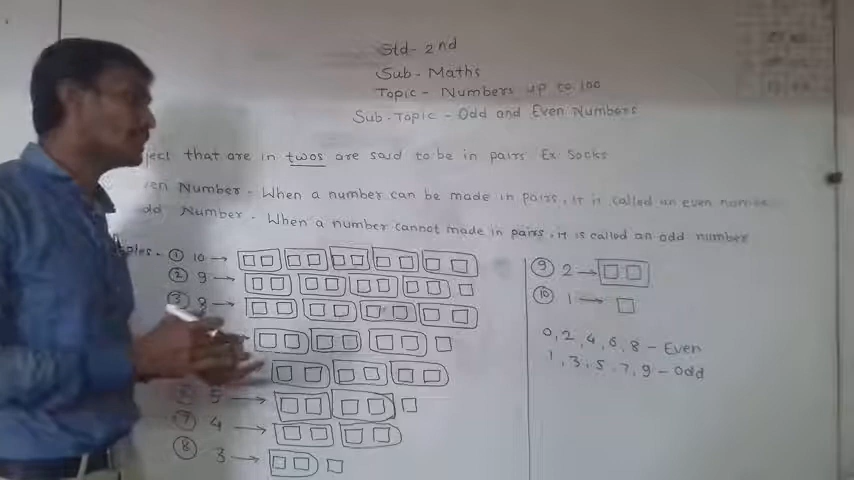 Std- 2nd
Sub- Maths
Topic - Numbers up to 100
Sub-Topic - Odd and Even Numbers
ject that are in twos are said to be in pairs Ex Socks
ven Number - When a number can be made in pairs, it is called an even number
dd Number - When a number cannot made in pairs, it is called an odd number
mples - ① 10 →
② 9 →
③ 8 →
5 →
⑦ 4 →
⑧ 3 →
⑨ 2 →
⑩ 1 →
0, 2, 4, 6, 8 - Even
1, 3, 5, 7, 9 - Odd